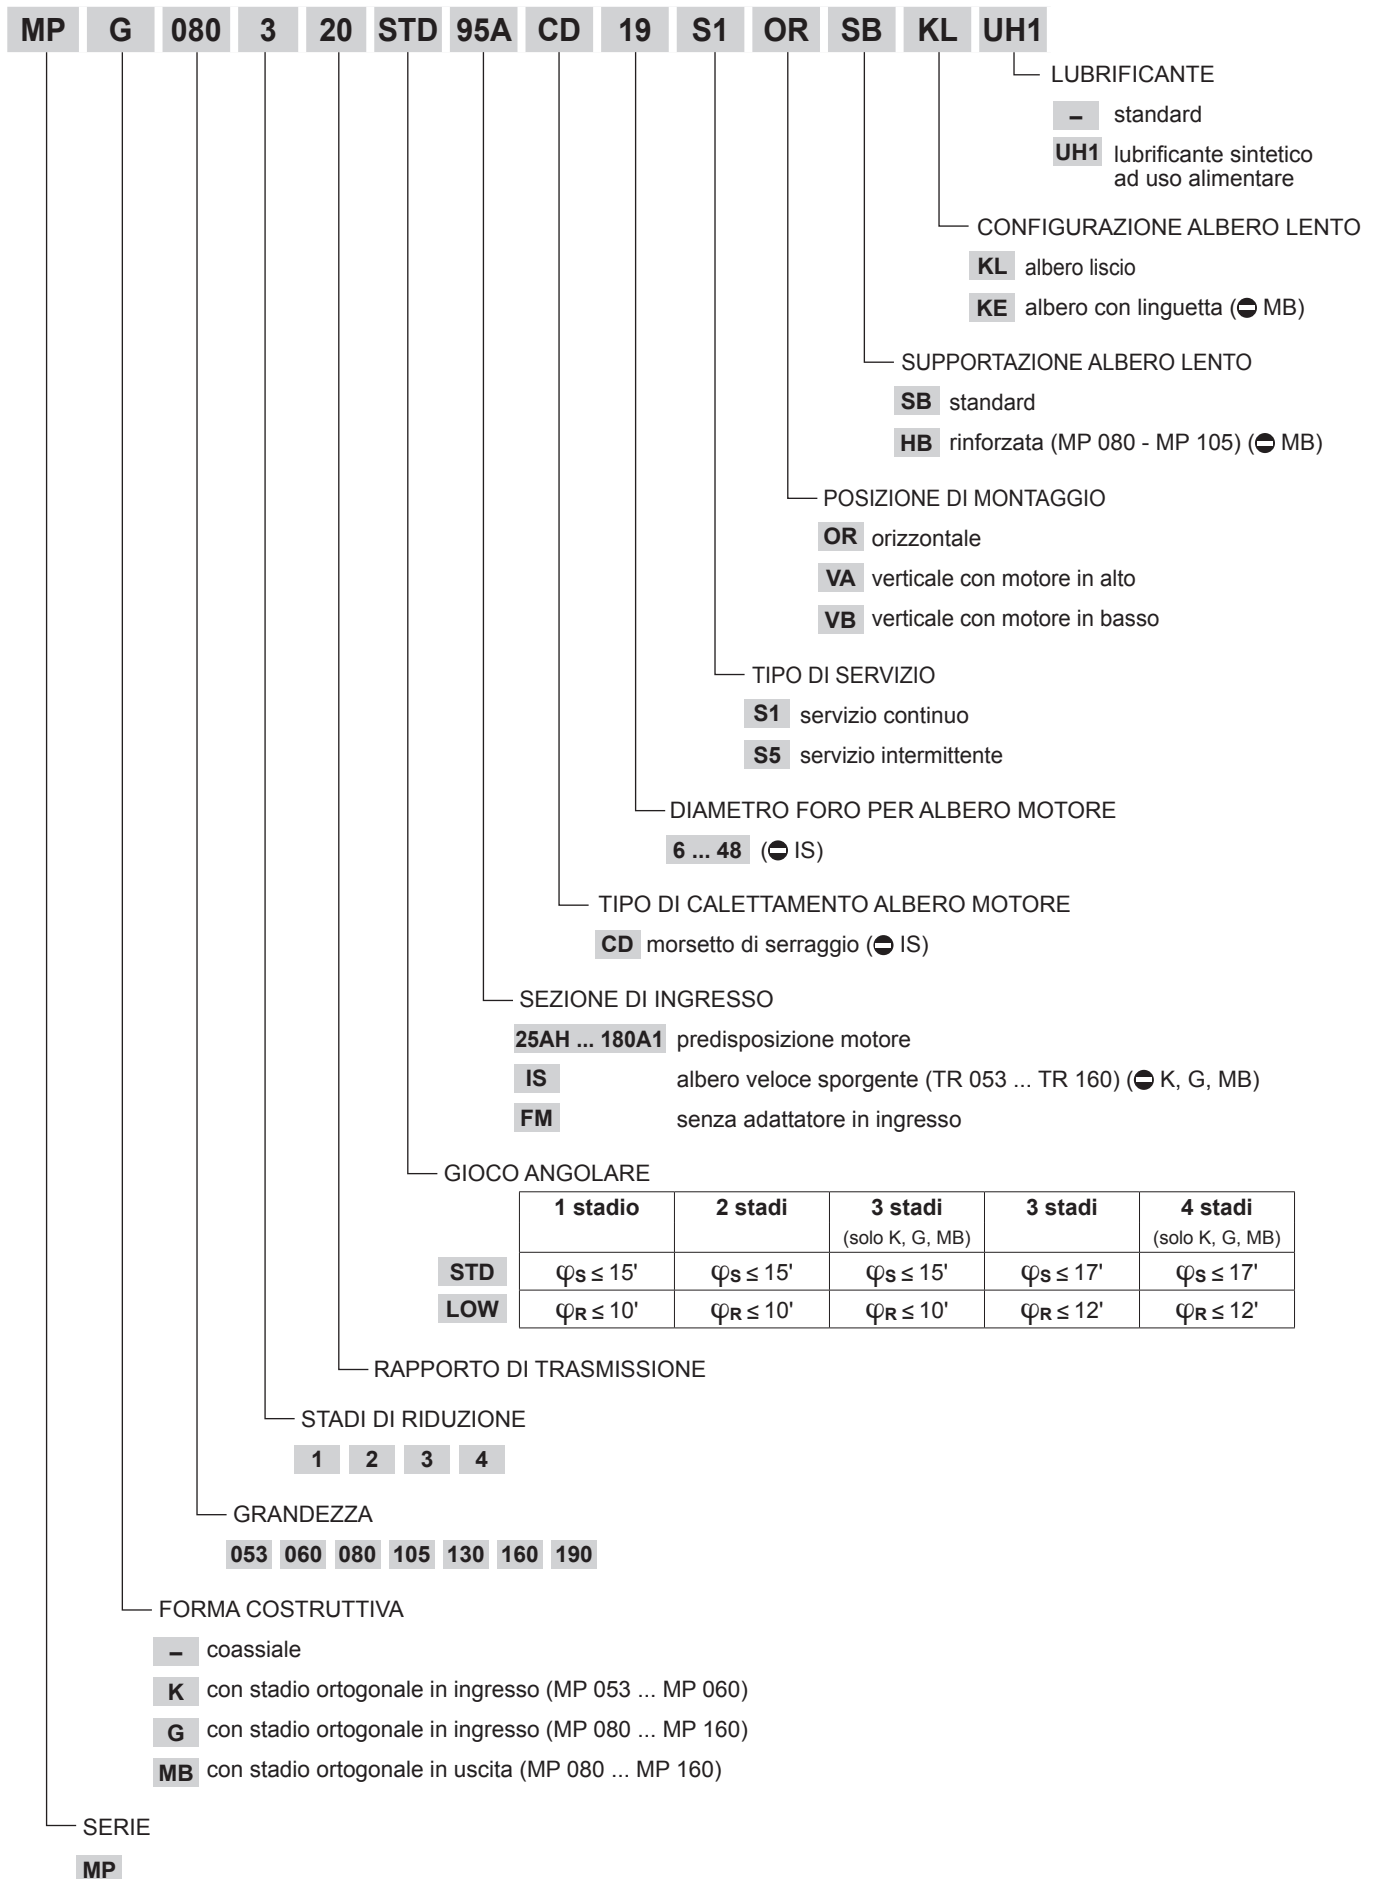 MP G 080 3 20 STD 95A CD 19 S1 OR SB KL UH1
LUBRIFICANTE
– standard
UH1 lubrificante sintetico
ad uso alimentare
CONFIGURAZIONE ALBERO LENTO
KL albero liscio
KE albero con linguetta (⛔ MB)
SUPPORTAZIONE ALBERO LENTO
SB standard
HB rinforzata (MP 080 - MP 105) (⛔ MB)
POSIZIONE DI MONTAGGIO
OR orizzontale
VA verticale con motore in alto
VB verticale con motore in basso
TIPO DI SERVIZIO
S1 servizio continuo
S5 servizio intermittente
DIAMETRO FORO PER ALBERO MOTORE
6 ... 48 (⛔ IS)
TIPO DI CALETTAMENTO ALBERO MOTORE
CD morsetto di serraggio (⛔ IS)
SEZIONE DI INGRESSO
25AH ... 180A1 predisposizione motore
IS albero veloce sporgente (TR 053 ... TR 160) (⛔ K, G, MB)
FM senza adattatore in ingresso
GIOCO ANGOLARE
1 stadio 2 stadi 3 stadi 3 stadi 4 stadi
(solo K, G, MB) (solo K, G, MB)
STD φS ≤ 15' φS ≤ 15' φS ≤ 15' φS ≤ 17' φS ≤ 17'
LOW φR ≤ 10' φR ≤ 10' φR ≤ 10' φR ≤ 12' φR ≤ 12'
RAPPORTO DI TRASMISSIONE
STADI DI RIDUZIONE
1 2 3 4
GRANDEZZA
053 060 080 105 130 160 190
FORMA COSTRUTTIVA
– coassiale
K con stadio ortogonale in ingresso (MP 053 ... MP 060)
G con stadio ortogonale in ingresso (MP 080 ... MP 160)
MB con stadio ortogonale in uscita (MP 080 ... MP 160)
SERIE
MP